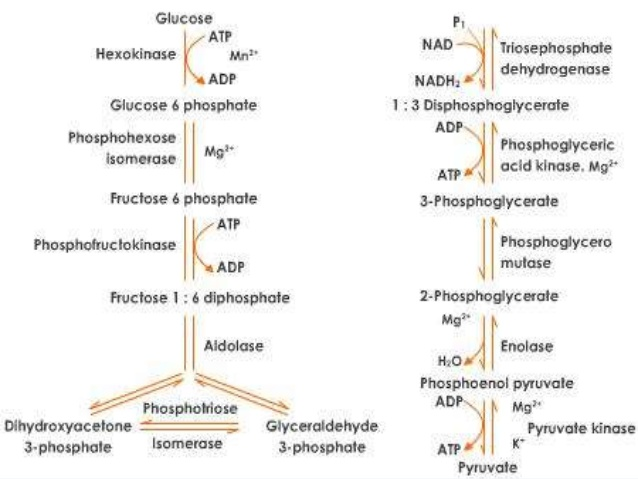 Glucose
ATP
Hexokinase
Mn²⁺
ADP
Glucose 6 phosphate
Phosphohexose
isomerase
Mg²⁺
Fructose 6 phosphate
ATP
Phosphofructokinase
ADP
Fructose 1 : 6 diphosphate
Aldolase
Dihydroxyacetone
3-phosphate
Phosphotriose
Isomerase
Glyceraldehyde
3-phosphate
P₁
NAD
Triosephosphate
dehydrogenase
NADH₂
1 : 3 Disphosphoglycerate
ADP
Phosphoglyceric
acid kinase. Mg²⁺
ATP
3-Phosphoglycerate
Phosphoglycero
mutase
2-Phosphoglycerate
Mg²⁺
Enolase
H₂O
Phosphoenol pyruvate
ADP
Mg²⁺
Pyruvate kinase
K⁺
ATP
Pyruvate